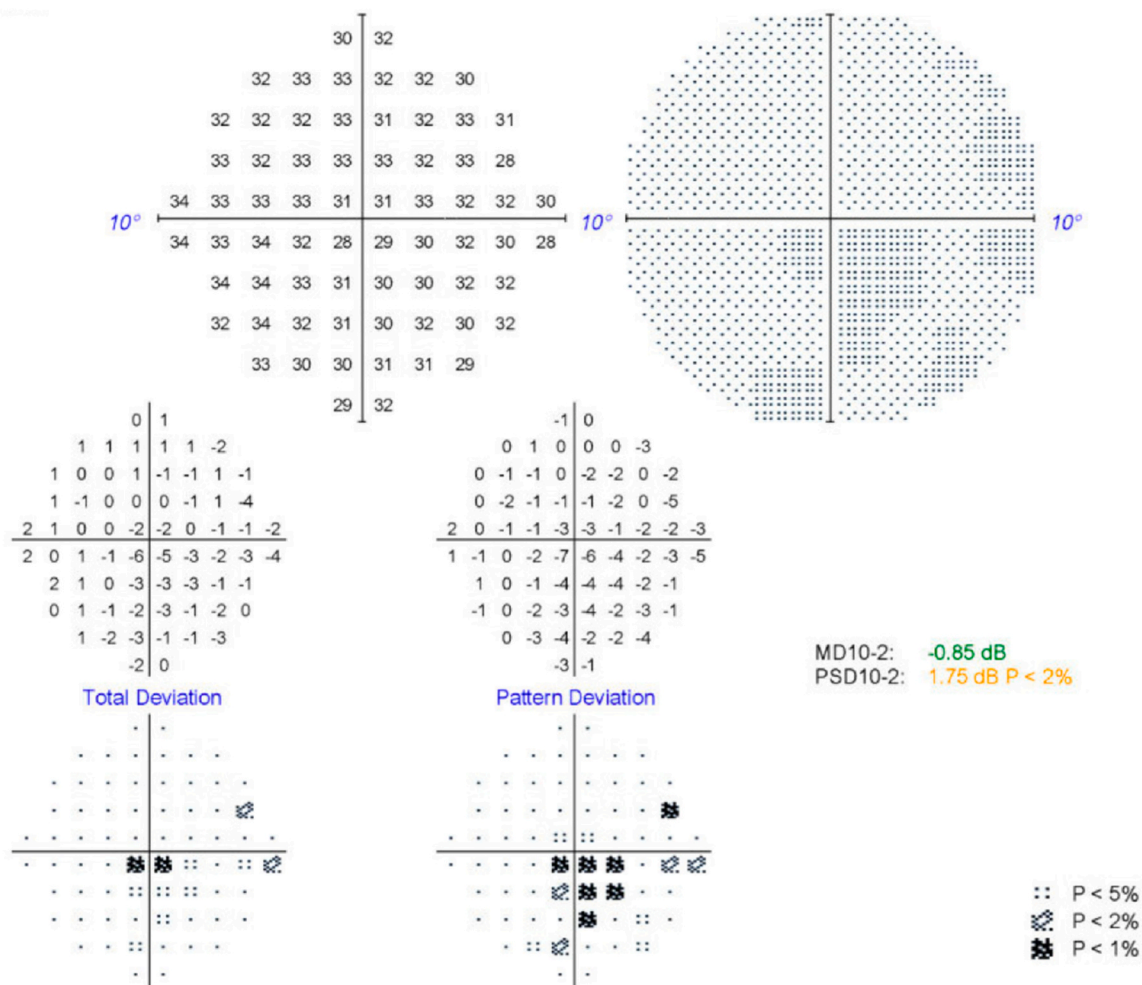 30 32
32 33 33 32 32 30
32 32 32 33 31 32 33 31
33 32 33 33 33 32 33 28
34 33 33 33 31 31 33 32 32 30
10° 10° 10°
34 33 34 32 28 29 30 32 30 28
34 34 33 31 30 30 32 32
32 34 32 31 30 32 30 32
33 30 30 31 31 29
29 32
0 1
1 1 1 1 1 -2
1 0 0 1 -1 -1 1 -1
1 -1 0 0 0 -1 1 -4
2 1 0 0 -2 -2 0 -1 -1 -2
2 0 1 -1 -6 -5 -3 -2 -3 -4
2 1 0 -3 -3 -3 -1 -1
0 1 -1 -2 -3 -1 -2 0
1 -2 -3 -1 -1 -3
-2 0
Total Deviation
-1 0
0 1 0 0 0 -3
0 -1 -1 0 -2 -2 0 -2
0 -2 -1 -1 -1 -2 0 -5
2 0 -1 -1 -3 -3 -1 -2 -2 -3
1 -1 0 -2 -7 -6 -4 -2 -3 -5
1 0 -1 -4 -4 -4 -2 -1
-1 0 -2 -3 -4 -2 -3 -1
0 -3 -4 -2 -2 -4
-3 -1
Pattern Deviation
MD10-2: -0.85 dB
PSD10-2: 1.75 dB P < 2%
P < 5%
P < 2%
P < 1%